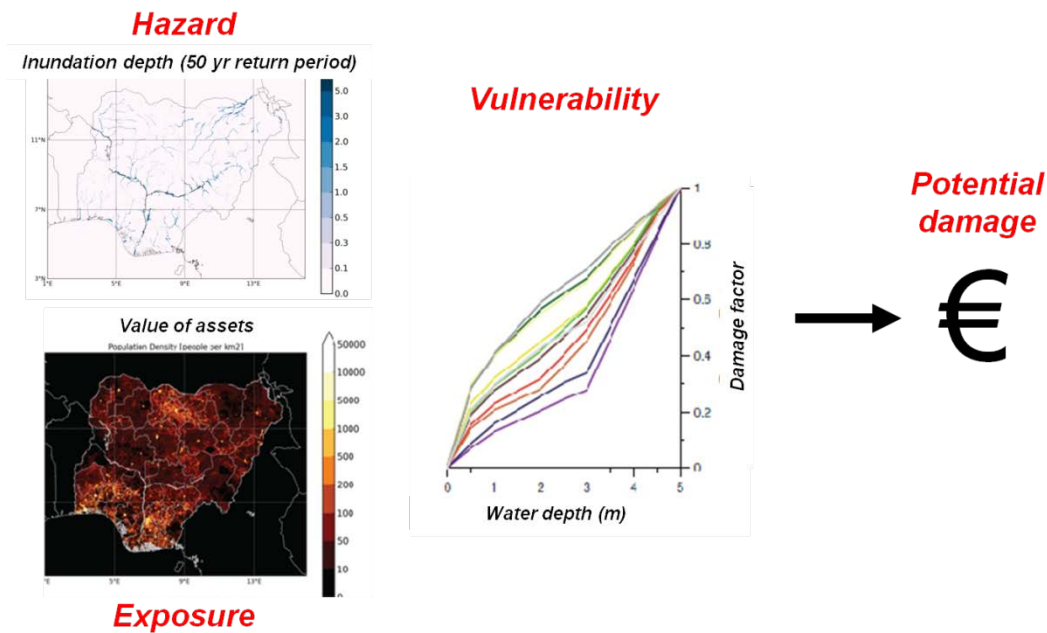 Hazard
Inundation depth (50 yr return period)
5.0
3.0
2.0
1.5
1.0
0.5
0.3
0.1
0.0
11°N
7°N
3°N
5°E
9°E
13°E
Value of assets
Population Density [people per km2]
50000
10000
5000
1000
500
200
100
50
10
0
°E
5°E
9°E
13°E
Exposure
Vulnerability
1
0.8
0.5
0.4
0.2
0
Damage factor
0 1 2 3 4 5
Water depth (m)
Potential
damage
€